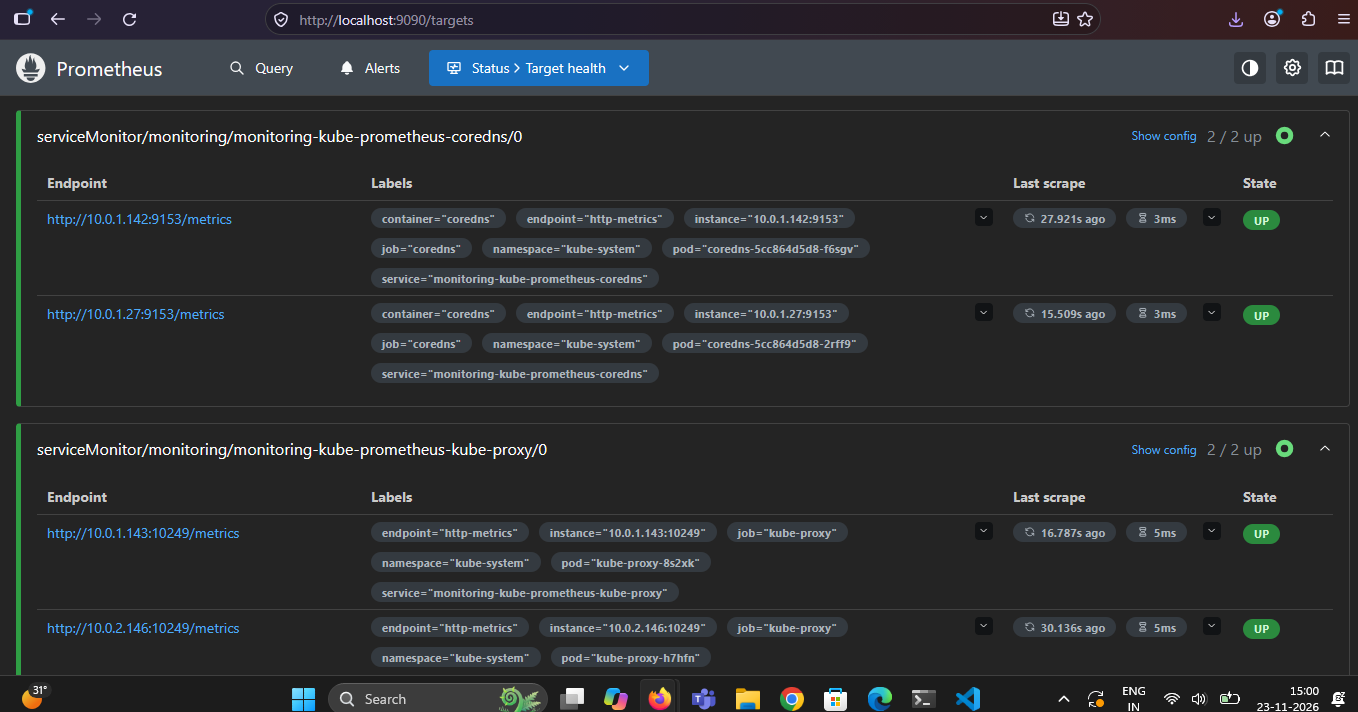 http://localhost:9090/targets
Prometheus Query Alerts Status > Target health
serviceMonitor/monitoring/monitoring-kube-prometheus-coredns/0 Show config 2 / 2 up
Endpoint Labels Last scrape State
http://10.0.1.142:9153/metrics container="coredns" endpoint="http-metrics" instance="10.0.1.142:9153" 27.921s ago 3ms UP
job="coredns" namespace="kube-system" pod="coredns-5cc864d5d8-f6sgv"
service="monitoring-kube-prometheus-coredns"
http://10.0.1.27:9153/metrics container="coredns" endpoint="http-metrics" instance="10.0.1.27:9153" 15.509s ago 3ms UP
job="coredns" namespace="kube-system" pod="coredns-5cc864d5d8-2rff9"
service="monitoring-kube-prometheus-coredns"
serviceMonitor/monitoring/monitoring-kube-prometheus-kube-proxy/0 Show config 2 / 2 up
Endpoint Labels Last scrape State
http://10.0.1.143:10249/metrics endpoint="http-metrics" instance="10.0.1.143:10249" job="kube-proxy" 16.787s ago 5ms UP
namespace="kube-system" pod="kube-proxy-8s2xk"
service="monitoring-kube-prometheus-kube-proxy"
http://10.0.2.146:10249/metrics endpoint="http-metrics" instance="10.0.2.146:10249" job="kube-proxy" 30.136s ago 5ms UP
namespace="kube-system" pod="kube-proxy-h7hfn"
31° Search ENG 15:00
IN 23-11-2026